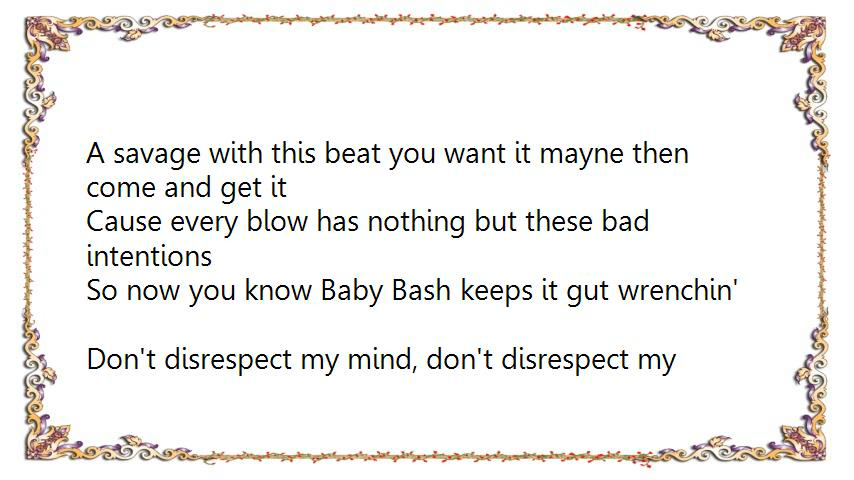 A savage with this beat you want it mayne then
come and get it
Cause every blow has nothing but these bad
intentions
So now you know Baby Bash keeps it gut wrenchin'
Don't disrespect my mind, don't disrespect my